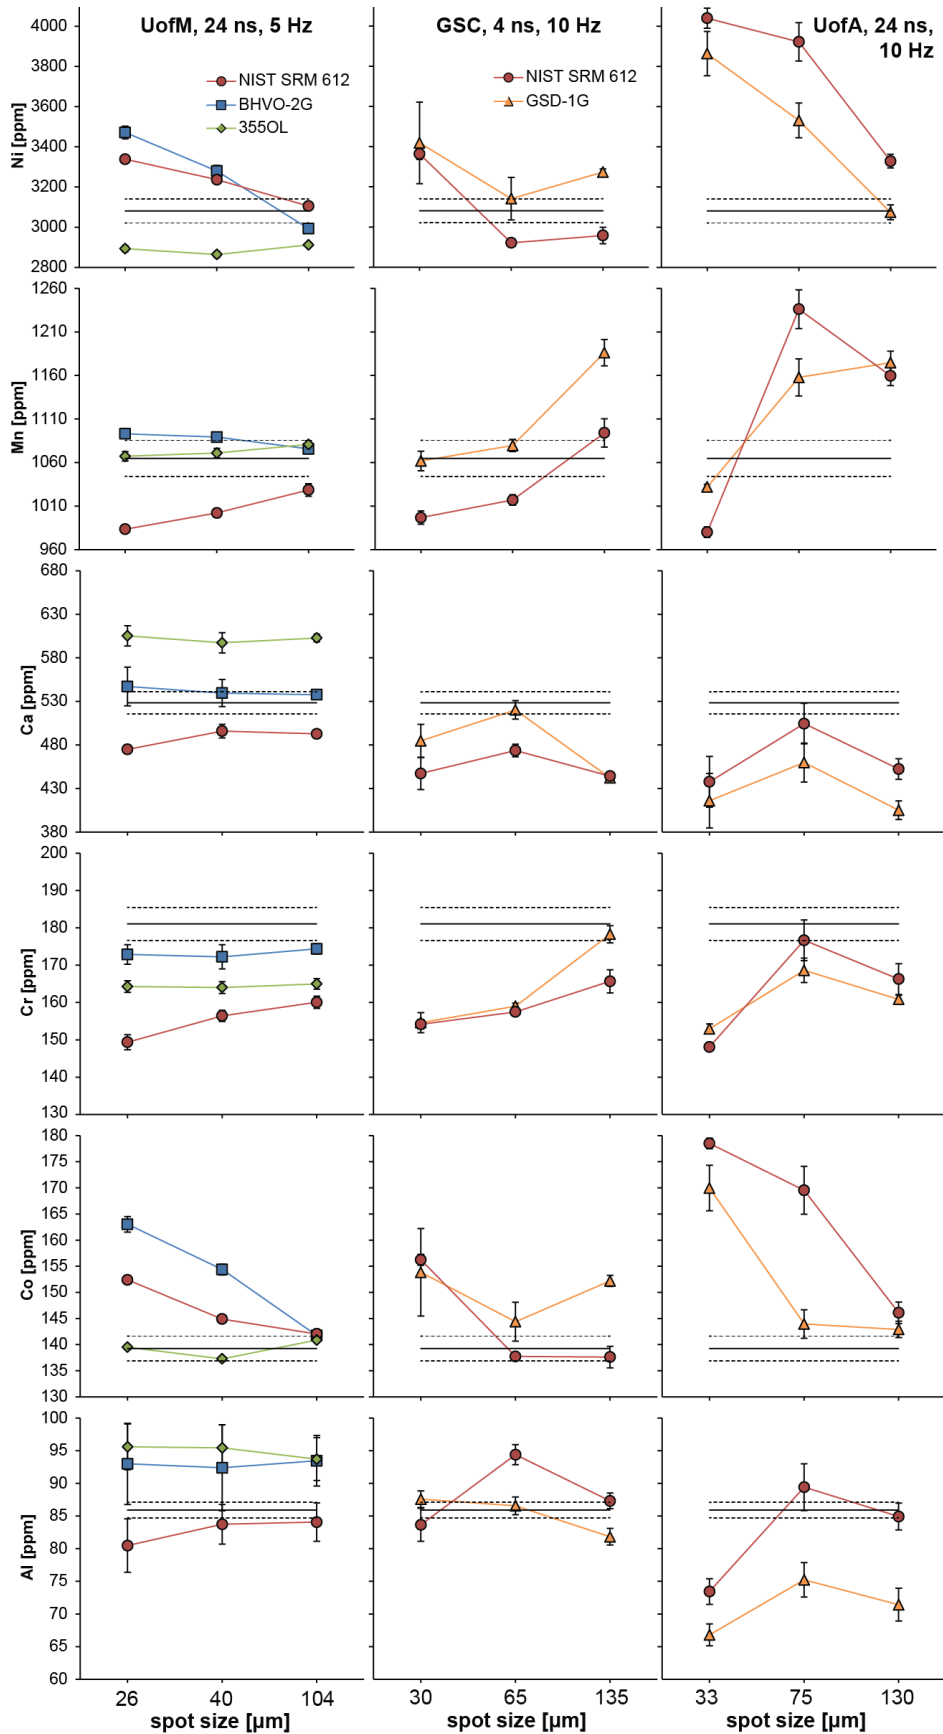 UofM, 24 ns, 5 Hz
GSC, 4 ns, 10 Hz
UofA, 24 ns,
10 Hz
NIST SRM 612
BHVO-2G
355OL
NIST SRM 612
GSD-1G
Ni [ppm]
4000
3800
3600
3400
3200
3000
2800
Mn [ppm]
1260
1210
1160
1110
1060
1010
960
Ca [ppm]
680
630
580
530
480
430
380
Cr [ppm]
200
190
180
170
160
150
140
130
Co [ppm]
180
175
170
165
160
155
150
145
140
135
130
Al [ppm]
100
95
90
85
80
75
70
65
60
26 40 104
30 65 135
33 75 130
spot size [µm]
spot size [µm]
spot size [µm]